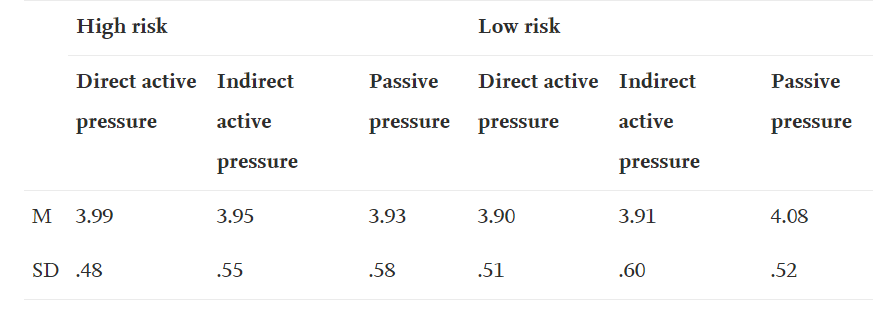 High risk Low risk
Direct active Indirect Passive Direct active Indirect Passive
pressure active pressure pressure active pressure
pressure pressure
M 3.99 3.95 3.93 3.90 3.91 4.08
SD .48 .55 .58 .51 .60 .52